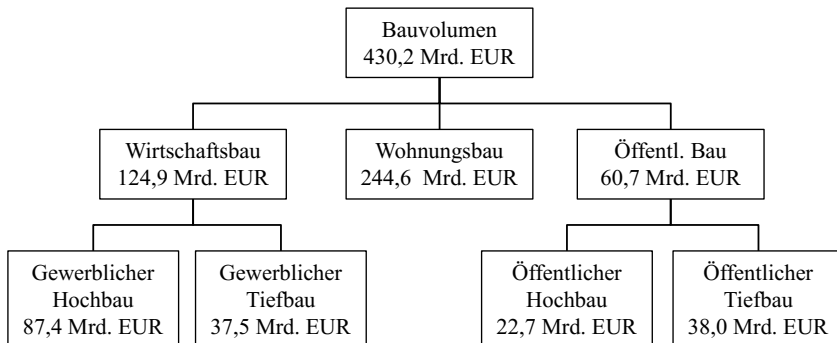 Bauvolumen
430,2 Mrd. EUR
Wirtschaftsbau
124,9 Mrd. EUR
Wohnungsbau
244,6 Mrd. EUR
Öffentl. Bau
60,7 Mrd. EUR
Gewerblicher
Hochbau
87,4 Mrd. EUR
Gewerblicher
Tiefbau
37,5 Mrd. EUR
Öffentlicher
Hochbau
22,7 Mrd. EUR
Öffentlicher
Tiefbau
38,0 Mrd. EUR